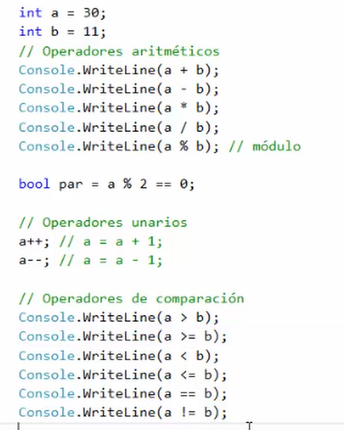 int a = 30;
int b = 11;
// Operadores aritméticos
Console.WriteLine(a + b);
Console.WriteLine(a - b);
Console.WriteLine(a * b);
Console.WriteLine(a / b);
Console.WriteLine(a % b); // módulo
bool par = a % 2 == 0;
// Operadores unarios
a++; // a = a + 1;
a--; // a = a - 1;
// Operadores de comparación
Console.WriteLine(a > b);
Console.WriteLine(a >= b);
Console.WriteLine(a < b);
Console.WriteLine(a <= b);
Console.WriteLine(a == b);
Console.WriteLine(a != b);